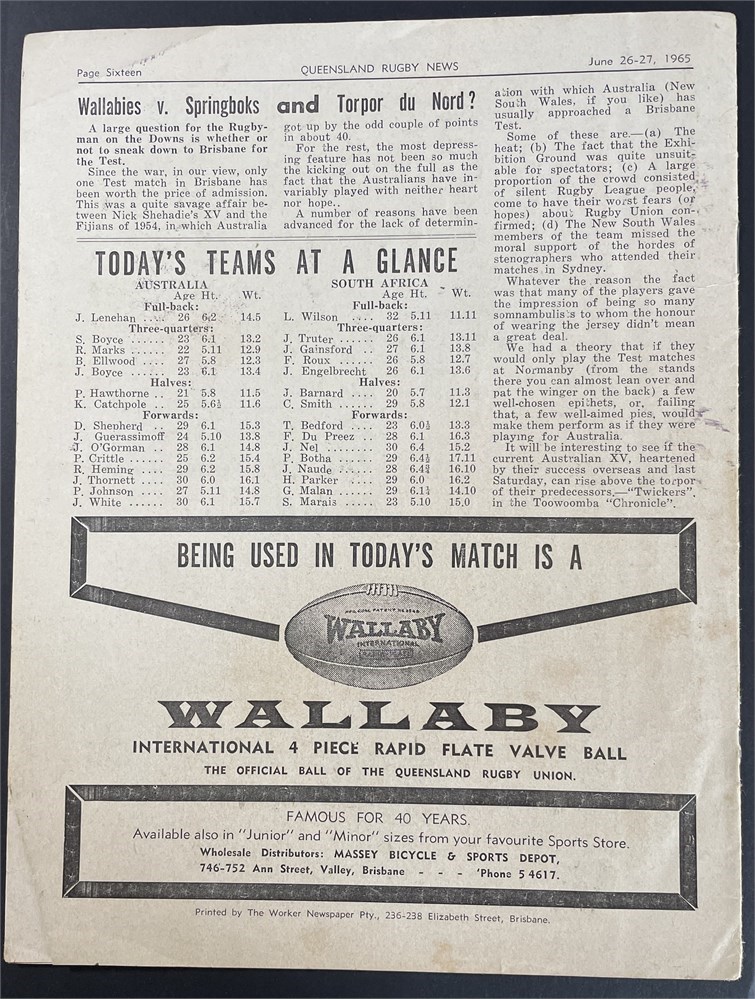 Page Sixteen
QUEENSLAND RUGBY NEWS
June 26-27, 1965
Wallabies v. Springboks and Torpor du Nord?
A large question for the Rugby-
man on the Downs is whether or
not to sneak down to Brisbane for
the Test.
Since the war, in our view, only
one Test match in Brisbane has
been worth the price of admission.
This was a quite savage affair be-
tween Nick Shehadie's XV and the
Fijians of 1954, in which Australia
got up by the odd couple of points
in about 40.
For the rest, the most depress-
ing feature has not been so much
the kicking out on the full as the
fact that the Australians have in-
variably played with neither heart
nor hope..
A number of reasons have been
advanced for the lack of determin-
ation with which Australia (New
South Wales, if you like) has
usually approached a Brisbane
Test.
Some of these are.—(a) The
heat; (b) The fact that the Exhi-
bition Ground was quite unsuit-
able for spectators; (c) A large
proportion of the crowd consisted
of silent Rugby League people,
come to have their worst fears (or
hopes) about Rugby Union con-
firmed; (d) The New South Wales
members of the team missed the
moral support of the hordes of
stenographers who attended their
matches in Sydney.
Whatever the reason the fact
was that many of the players gave
the impression of being so many
somnambulists to whom the honour
of wearing the jersey didn't mean
a great deal.
We had a theory that if they
would only play the Test matches
at Normanby (from the stands
there you can almost lean over and
pat the winger on the back) a few
well-chosen epithets, or, failing
that, a few well-aimed pies, would
make them perform as if they were
playing for Australia.
It will be interesting to see if the
current Australian XV, heartened
by their success overseas and last
Saturday, can rise above the torpor
of their predecessors.—"Twickers",
in the Toowoomba "Chronicle".
TODAY'S TEAMS AT A GLANCE
AUSTRALIA
Age Ht. Wt.
Full-back:
J. Lenehan .... 26 6.2 14.5
Three-quarters:
S. Boyce ...... 23 6.1 13.2
R. Marks ...... 22 5.11 12.9
B. Ellwood ... 27 5.8 12.3
J. Boyce ...... 23 6.1 13.4
Halves:
P. Hawthorne .. 21 5.8 11.5
K. Catchpole .. 25 5.6½ 11.6
Forwards:
D. Shepherd .. 29 6.1 15.3
J. Guerassimoff 24 5.10 13.8
J. O'Gorman .. 28 6.1 14.8
P. Crittle ..... 25 6.2 15.4
R. Heming .... 29 6.2 15.8
J. Thornett .... 30 6.0 16.1
P. Johnson .... 27 5.11 14.8
J. White ...... 30 6.1 15.7
SOUTH AFRICA
Age Ht. Wt.
Full-back:
L. Wilson .... 32 5.11 11.11
Three-quarters:
J. Truter ...... 26 6.1 13.11
J. Gainsford .. 27 6.1 13.8
F. Roux ...... 26 5.8 12.7
J. Engelbrecht 26 6.1 13.6
Halves:
J. Barnard .... 20 5.7 11.3
C. Smith ...... 29 5.8 12.1
Forwards:
T. Bedford .... 23 6.0½ 13.3
F. Du Preez .. 28 6.1 16.3
J. Nel ........ 30 6.4 15.2
P. Botha ...... 29 6.4½ 17.11
J. Naude ..... 28 6.4¾ 16.10
H. Parker .... 29 6.0 16.2
G. Malan ..... 29 6.1½ 14.10
S. Marais ..... 23 5.10 15.0
BEING USED IN TODAY'S MATCH IS A
WALLABY
INTERNATIONAL
WALLABY
INTERNATIONAL 4 PIECE RAPID FLATE VALVE BALL
THE OFFICIAL BALL OF THE QUEENSLAND RUGBY UNION.
FAMOUS FOR 40 YEARS.
Available also in "Junior" and "Minor" sizes from your favourite Sports Store.
Wholesale Distributors: MASSEY BICYCLE & SPORTS DEPOT,
746-752 Ann Street, Valley, Brisbane - - - 'Phone 5 4617.
Printed by The Worker Newspaper Pty., 236-238 Elizabeth Street, Brisbane.